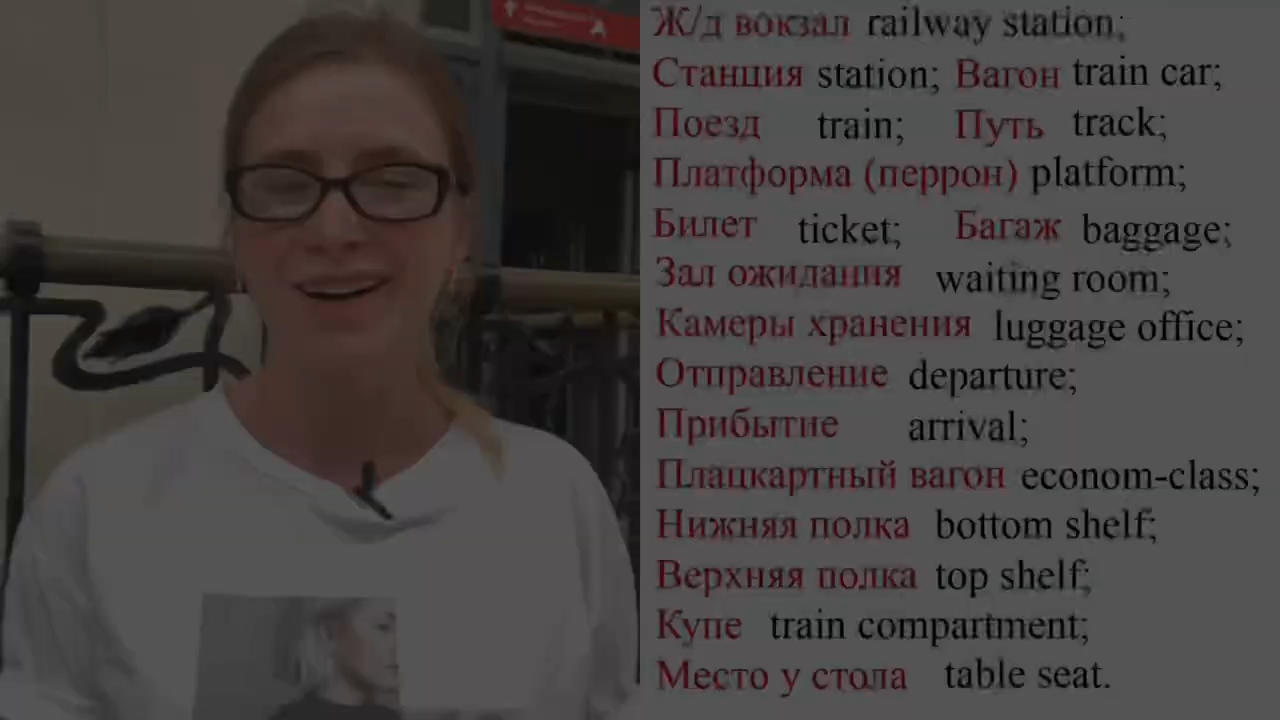 Ж/д вокзал railway station;
Станция station; Вагон train car;
Поезд train; Путь track;
Платформа (перрон) platform;
Билет ticket; Багаж baggage;
Зал ожидания waiting room;
Камеры хранения luggage office;
Отправление departure;
Прибытие arrival;
Плацкартный вагон econom-class;
Нижняя полка bottom shelf;
Верхняя полка top shelf;
Купе train compartment;
Место у стола table seat.